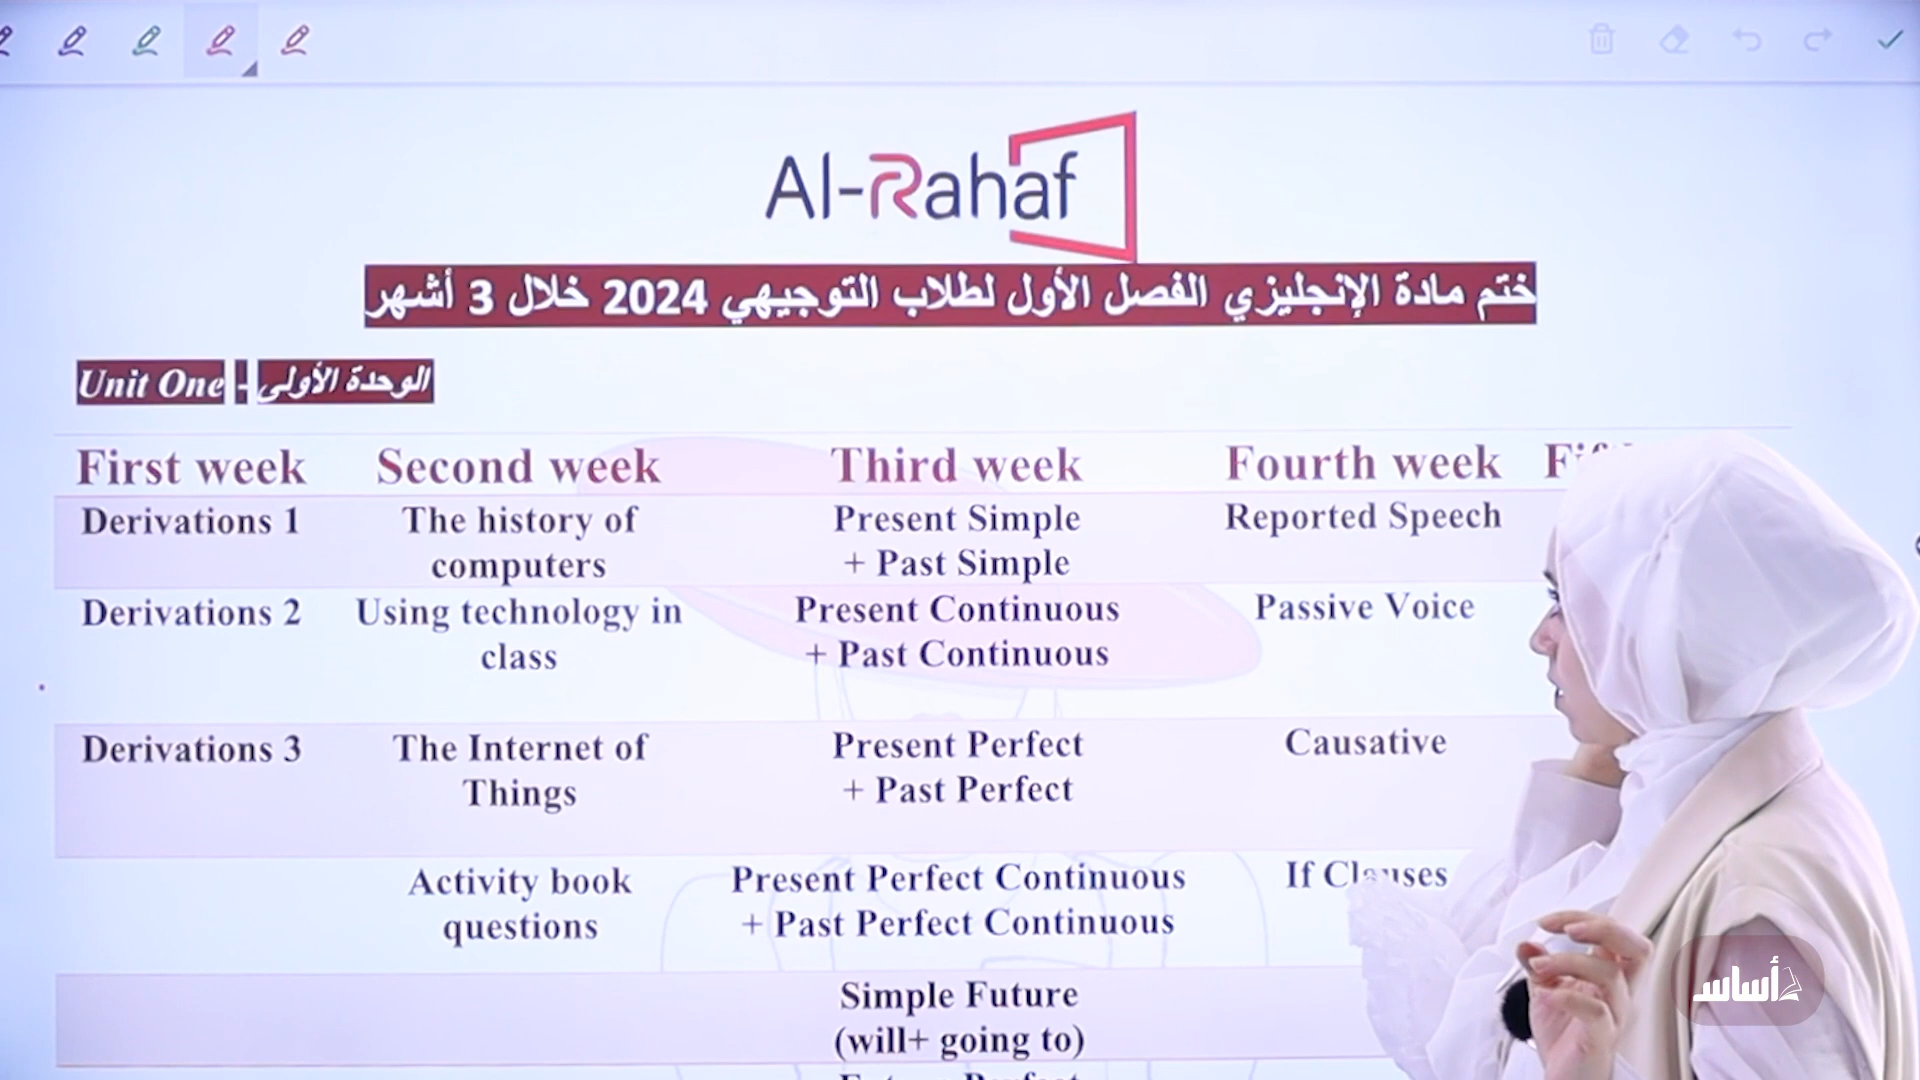 Al-Rahaf
ختم مادة الإنجليزي الفصل الأول لطلاب التوجيهي 2024 خلال 3 أشهر
Unit One - الوحدة الأولى
First week Second week Third week Fourth week
Derivations 1 The history of Present Simple Reported Speech
computers + Past Simple
Derivations 2 Using technology in Present Continuous Passive Voice
class + Past Continuous
Derivations 3 The Internet of Present Perfect Causative
Things + Past Perfect
Activity book Present Perfect Continuous If Clauses
questions + Past Perfect Continuous
Simple Future
(will+ going to)
أساس